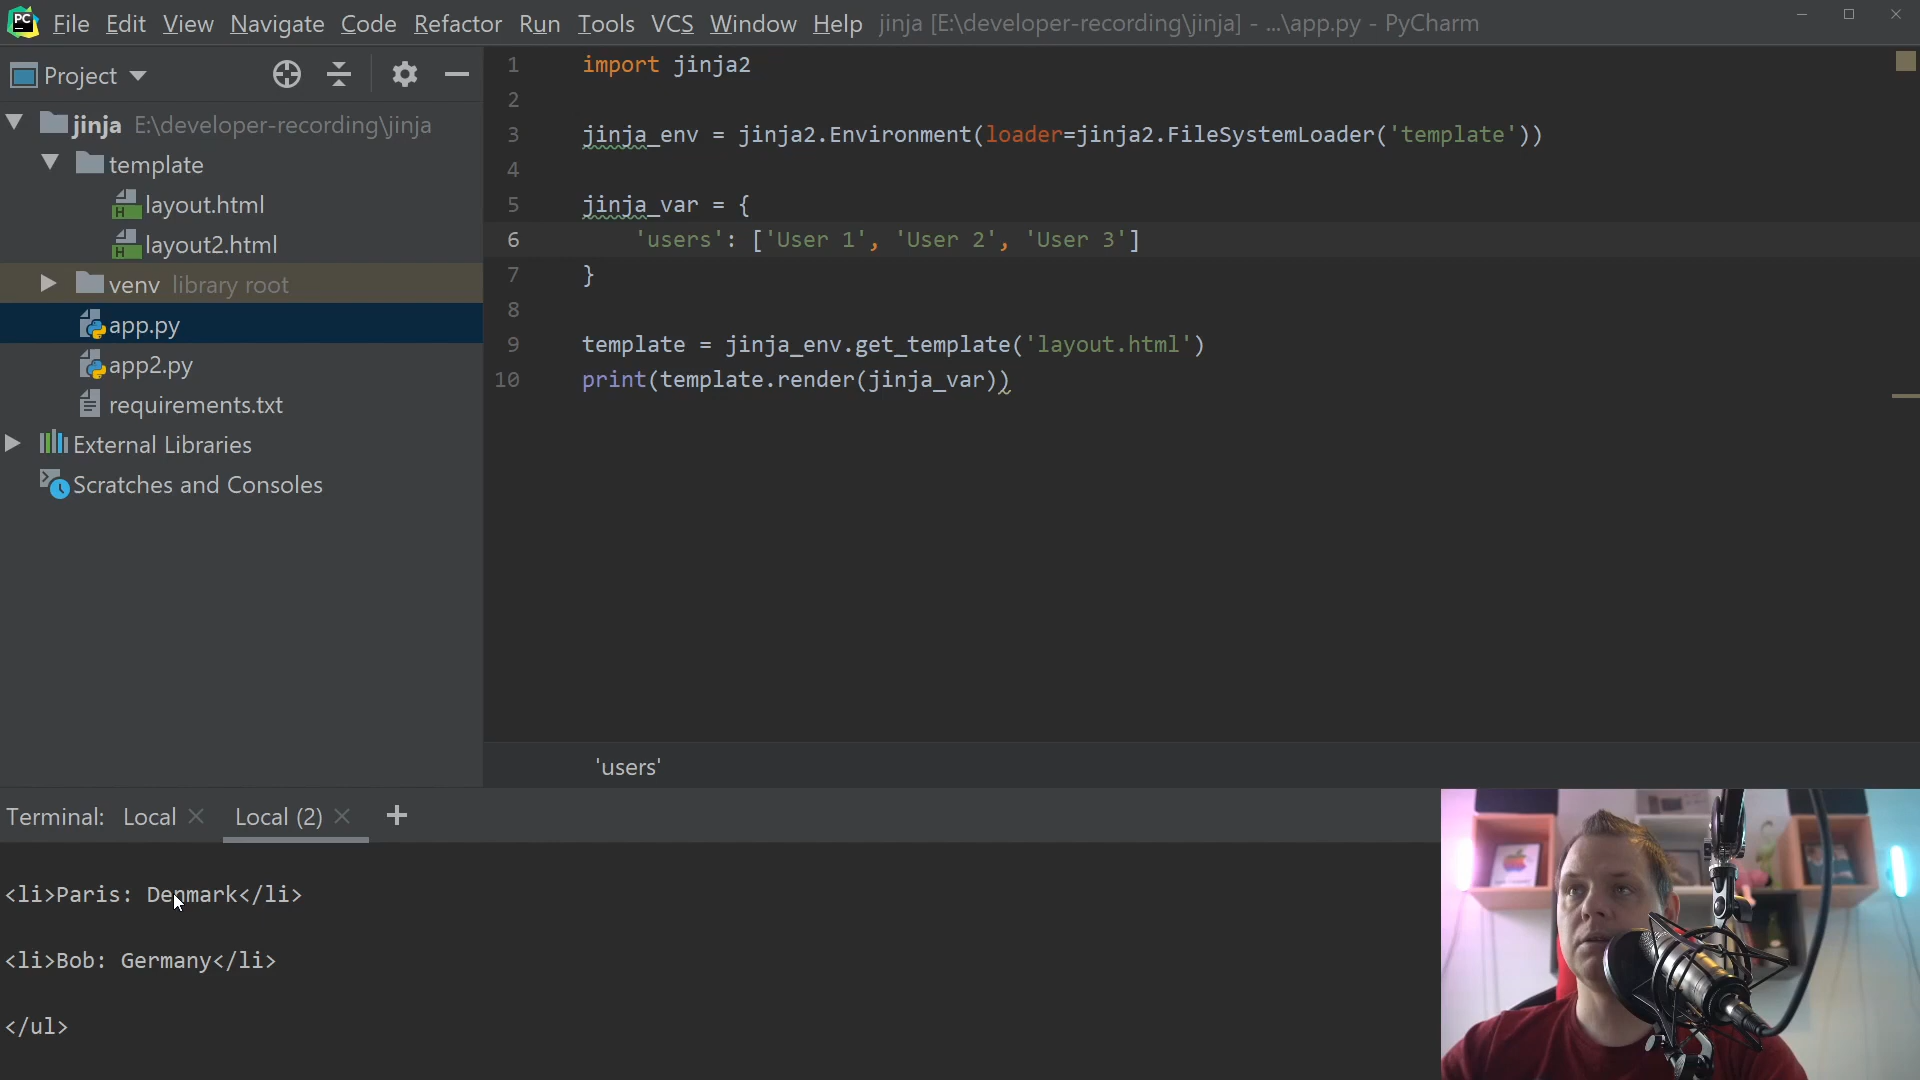 PC File Edit View Navigate Code Refactor Run Tools VCS Window Help jinja [E:\developer-recording\jinja] - ...\app.py - PyCharm
Project
jinja E:\developer-recording\jinja
template
layout.html
layout2.html
venv library root
app.py
app2.py
requirements.txt
External Libraries
Scratches and Consoles
1 import jinja2
2
3 jinja_env = jinja2.Environment(loader=jinja2.FileSystemLoader('template'))
4
5 jinja_var = {
6 'users': ['User 1', 'User 2', 'User 3']
7 }
8
9 template = jinja_env.get_template('layout.html')
10 print(template.render(jinja_var))
'users'
Terminal: Local Local (2) +
<li>Paris: Denmark</li>
<li>Bob: Germany</li>
</ul>